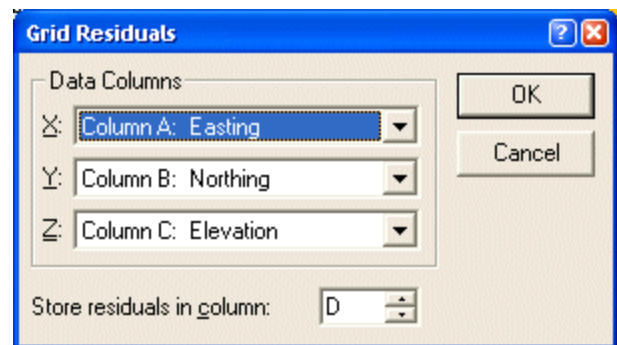 Grid Residuals
Data Columns
X: Column A: Easting
Y: Column B: Northing
Z: Column C: Elevation
Store residuals in column: D
OK
Cancel